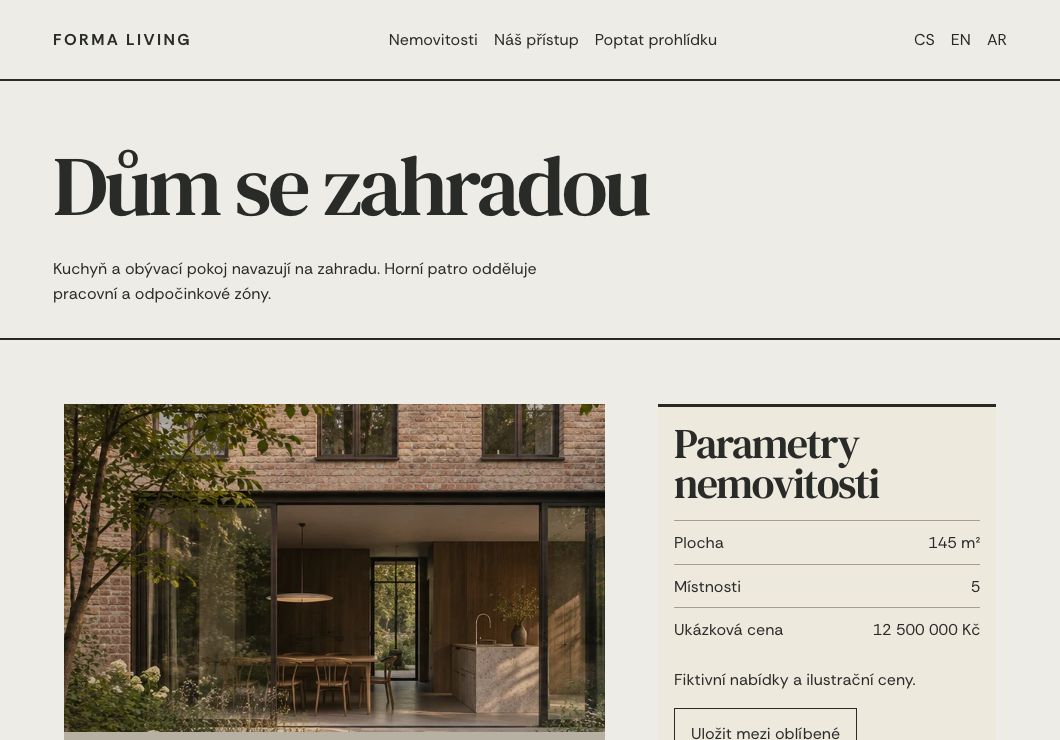 FORMA LIVING
Nemovitosti Náš přístup Poptat prohlídku
CS EN AR
Dům se zahradou
Kuchyň a obývací pokoj navazují na zahradu. Horní patro odděluje
pracovní a odpočinkové zóny.
Parametry
nemovitosti
Plocha 145 m²
Místnosti 5
Ukázková cena 12 500 000 Kč
Fiktivní nabídky a ilustrační ceny.
Uložit mezi oblíbené